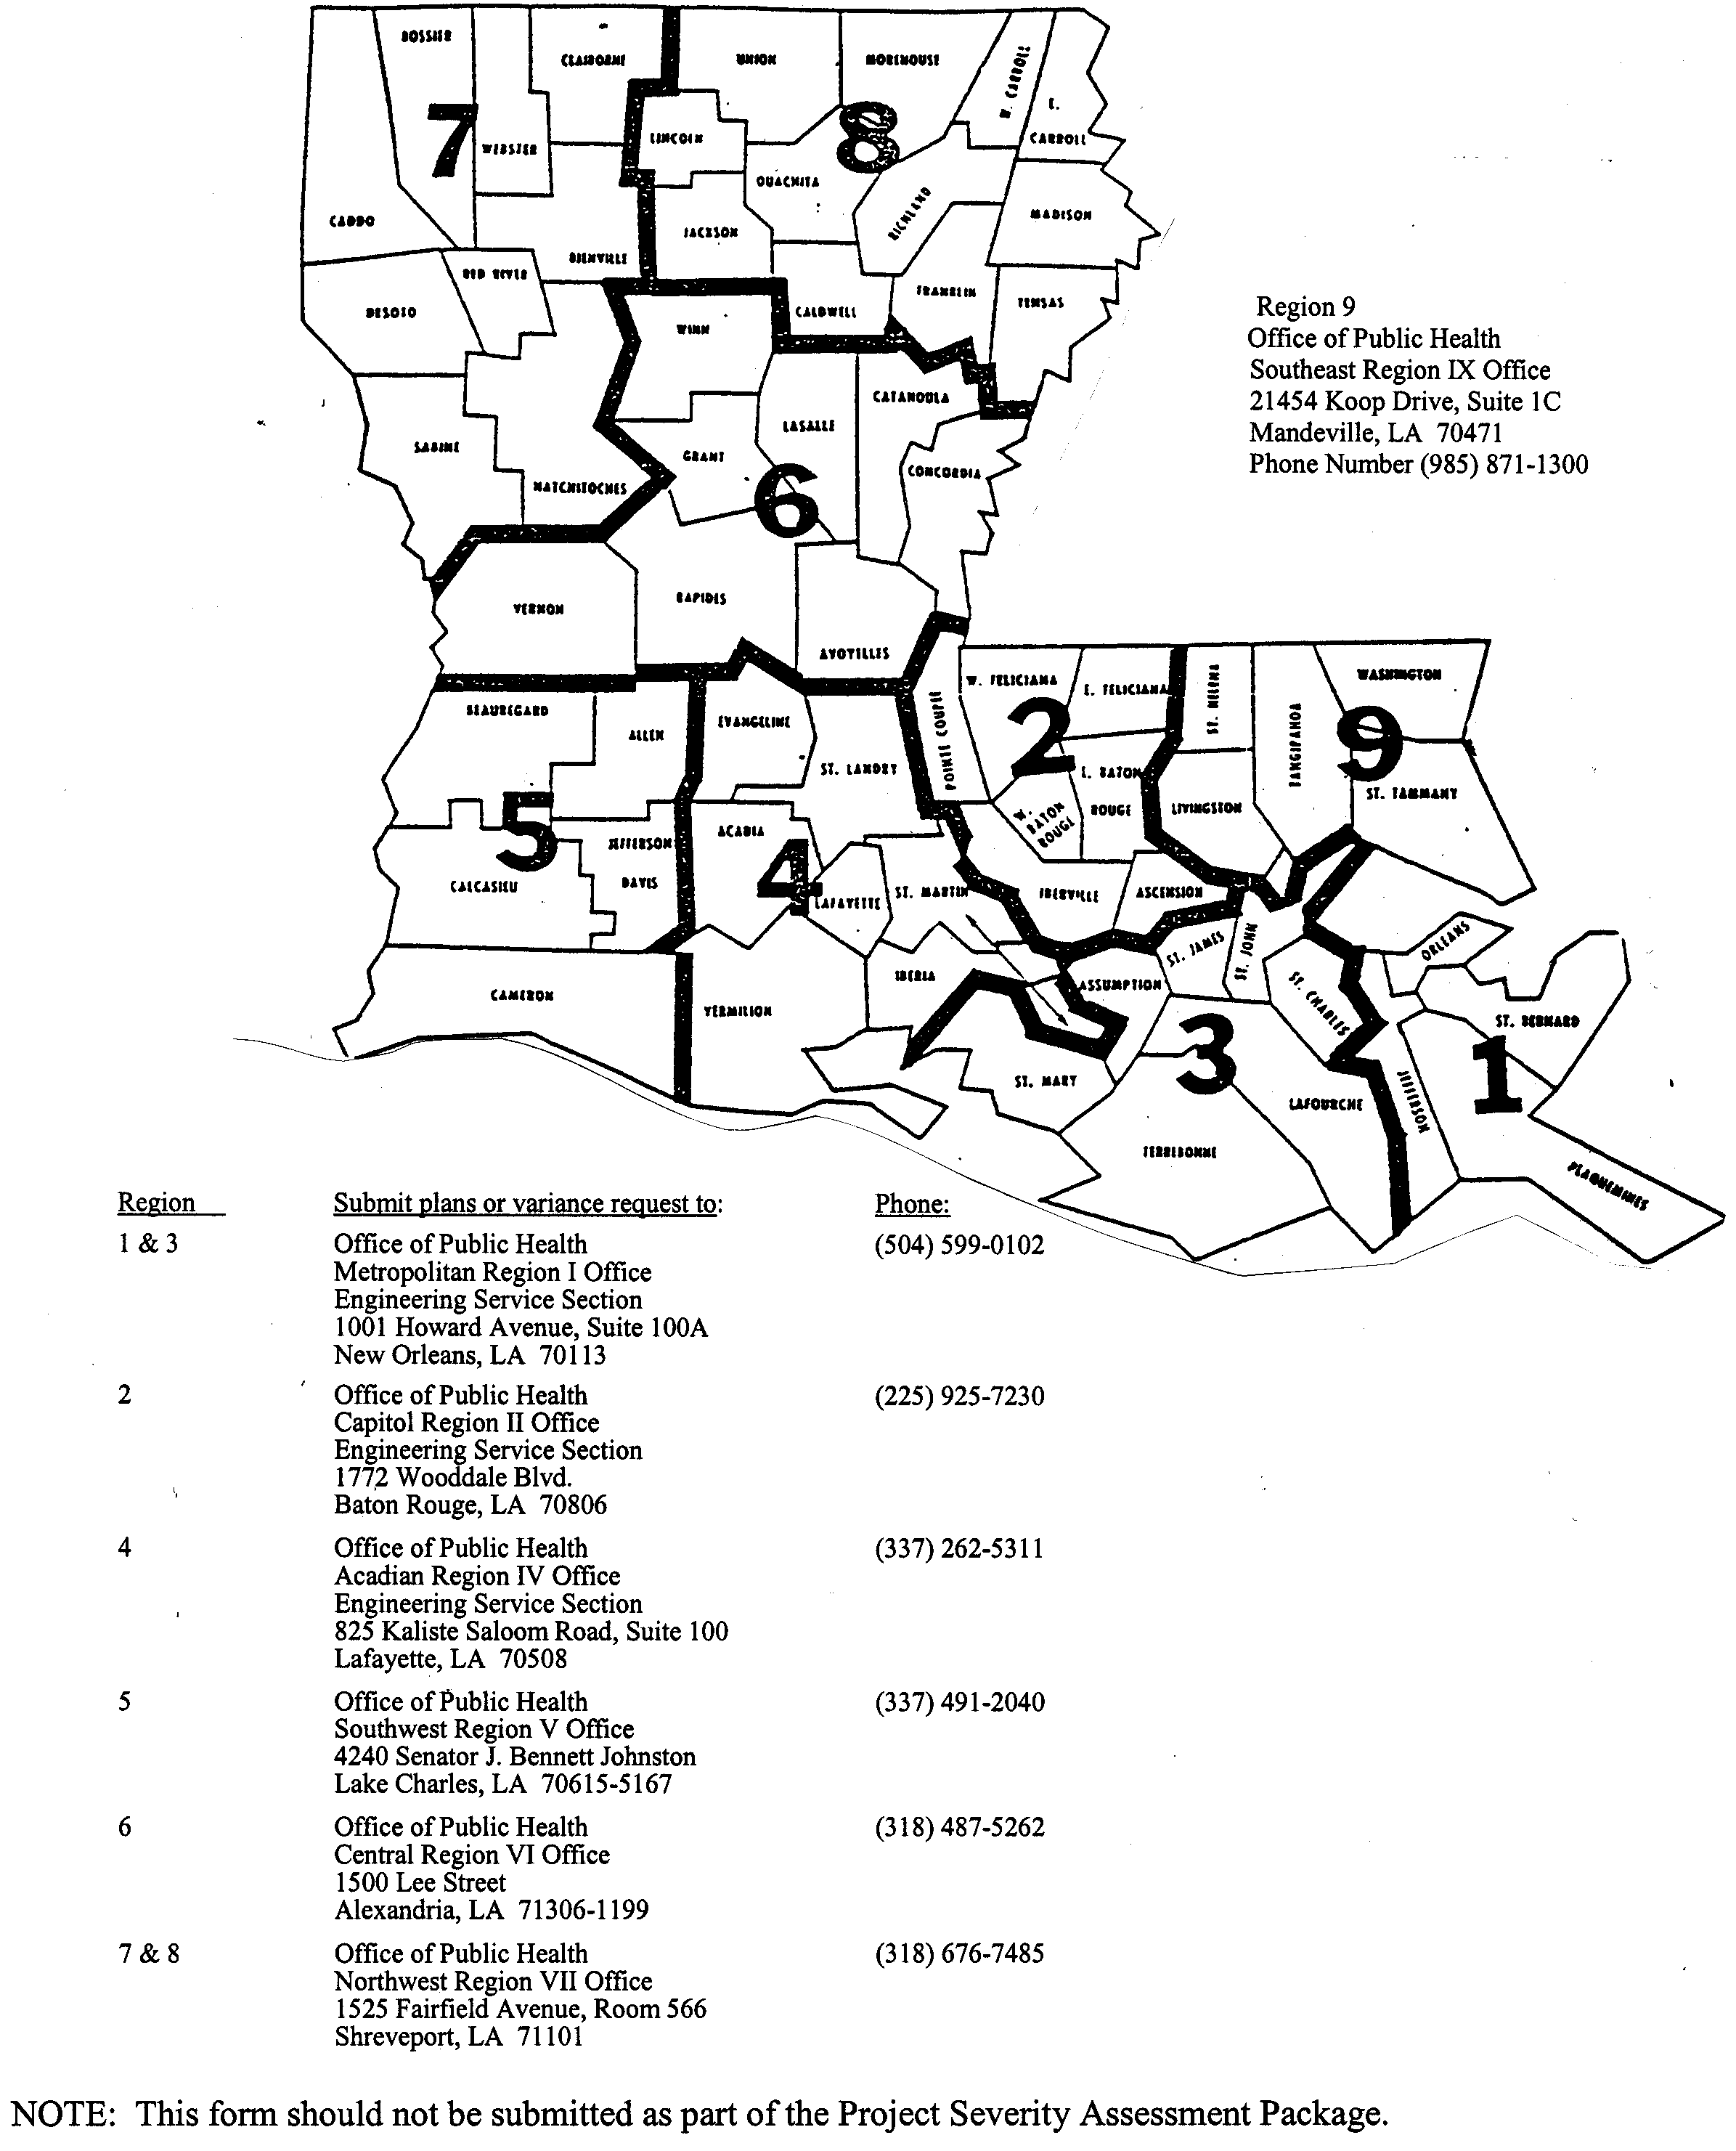 BOSSIER
CLAIBORNE
UNION
MOREHOUSE
W. CARROLL
E.
CARROLL
7
8
WEBSTER
LINCOLN
OUACHITA
RICHLAND
MADISON
CADDO
JACKSON
BIENVILLE
RED RIVER
DESOTO
WINN
CALDWELL
FRANKLIN
TENSAS
Region 9
Office of Public Health
Southeast Region IX Office
21454 Koop Drive, Suite 1C
Mandeville, LA 70471
Phone Number (985) 871-1300
SABINE
NATCHITOCHES
GRANT
LASALLE
CATAHOULA
CONCORDIA
6
VERNON
RAPIDES
AVOYELLES
W. FELICIANA
E. FELICIANA
ST. HELENA
TANGIPAHOA
WASHINGTON
BEAUREGARD
ALLEN
EVANGELINE
ST. LANDRY
POINTE COUPEE
2
9
E. BATON
ROUGE
W.
BATON
ROUGE
LIVINGSTON
ST. TAMMANY
5
JEFFERSON
DAVIS
ACADIA
4
CALCASIEU
LAFAYETTE
ST. MARTIN
IBERVILLE
ASCENSION
ST. JAMES
ST. JOHN
ORLEANS
CAMERON
VERMILION
IBERIA
ASSUMPTION
ST. CHARLES
ST. BERNARD
ST. MARY
3
1
LAFOURCHE
JEFFERSON
TERREBONNE
PLAQUEMINES
Region Submit plans or variance request to: Phone:
1 & 3 Office of Public Health (504) 599-0102
Metropolitan Region I Office
Engineering Service Section
1001 Howard Avenue, Suite 100A
New Orleans, LA 70113
2 Office of Public Health (225) 925-7230
Capitol Region II Office
Engineering Service Section
1772 Wooddale Blvd.
Baton Rouge, LA 70806
4 Office of Public Health (337) 262-5311
Acadian Region IV Office
Engineering Service Section
825 Kaliste Saloom Road, Suite 100
Lafayette, LA 70508
5 Office of Public Health (337) 491-2040
Southwest Region V Office
4240 Senator J. Bennett Johnston
Lake Charles, LA 70615-5167
6 Office of Public Health (318) 487-5262
Central Region VI Office
1500 Lee Street
Alexandria, LA 71306-1199
7 & 8 Office of Public Health (318) 676-7485
Northwest Region VII Office
1525 Fairfield Avenue, Room 566
Shreveport, LA 71101
NOTE: This form should not be submitted as part of the Project Severity Assessment Package.